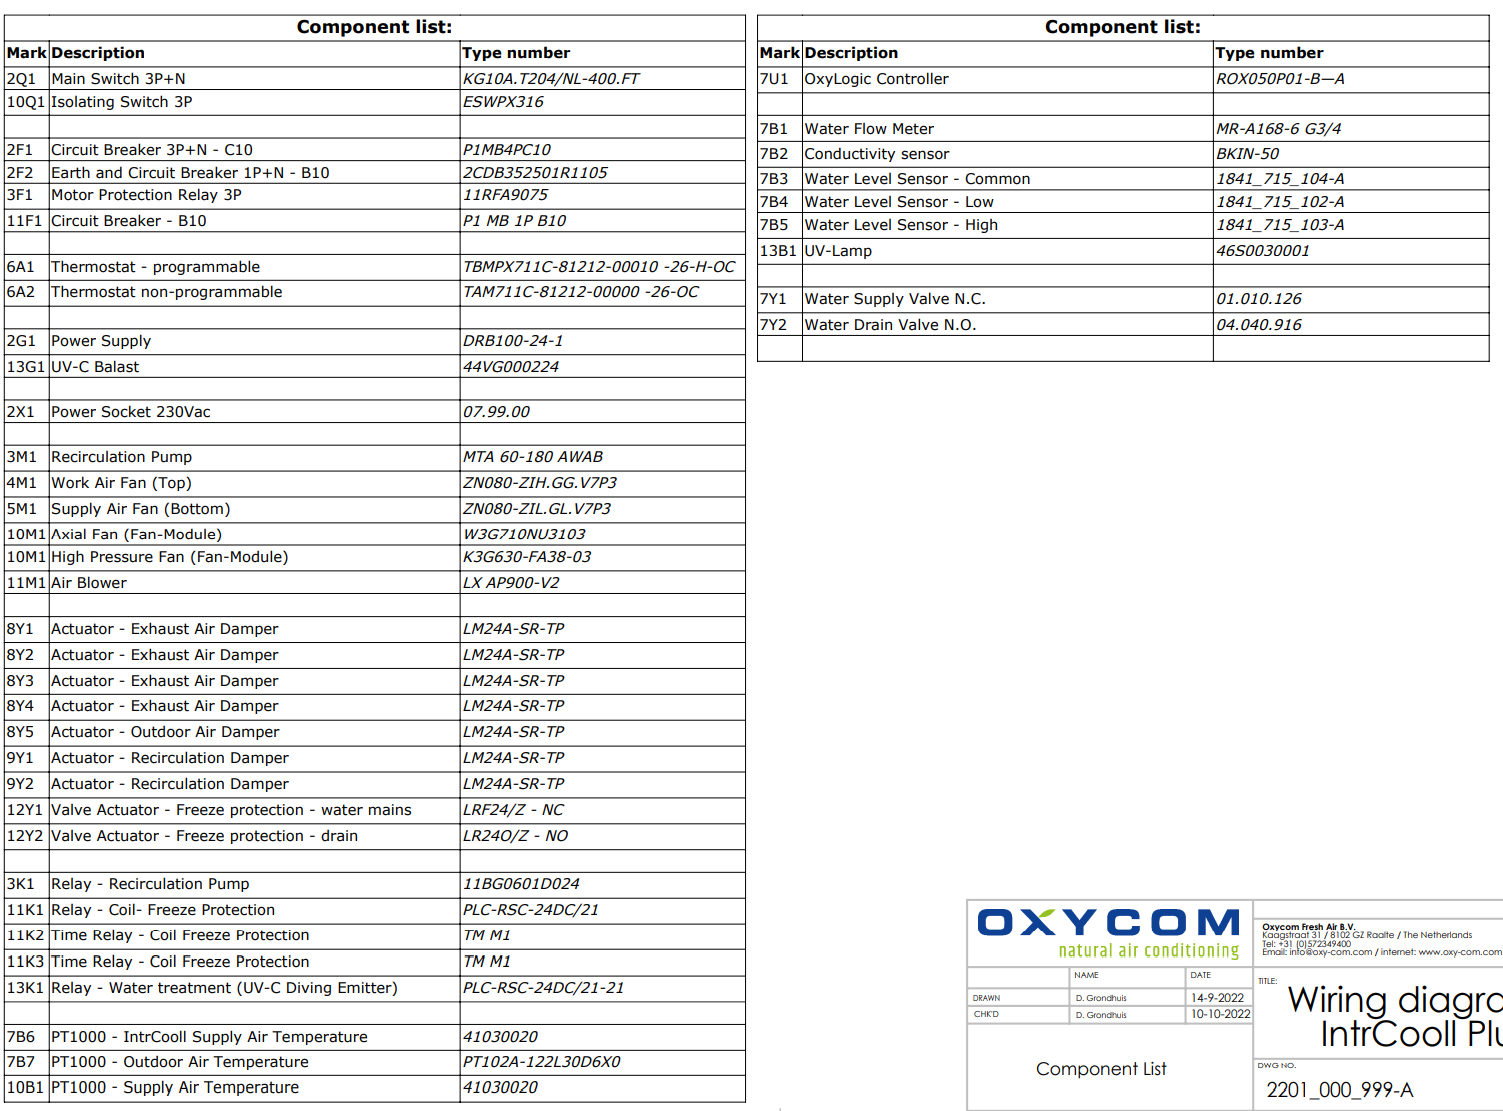 Component list:
Mark Description Type number
2Q1 Main Switch 3P+N KG10A.T204/NL-400.FT
10Q1 Isolating Switch 3P ESWPX316
2F1 Circuit Breaker 3P+N - C10 P1MB4PC10
2F2 Earth and Circuit Breaker 1P+N - B10 2CDB352501R1105
3F1 Motor Protection Relay 3P 11RFA9075
11F1 Circuit Breaker - B10 P1 MB 1P B10
6A1 Thermostat - programmable TBMPX711C-81212-00010 -26-H-OC
6A2 Thermostat non-programmable TAM711C-81212-00000 -26-OC
2G1 Power Supply DRB100-24-1
13G1 UV-C Balast 44VG000224
2X1 Power Socket 230Vac 07.99.00
3M1 Recirculation Pump MTA 60-180 AWAB
4M1 Work Air Fan (Top) ZN080-ZIH.GG.V7P3
5M1 Supply Air Fan (Bottom) ZN080-ZIL.GL.V7P3
10M1 Axial Fan (Fan-Module) W3G710NU3103
10M1 High Pressure Fan (Fan-Module) K3G630-FA38-03
11M1 Air Blower LX AP900-V2
8Y1 Actuator - Exhaust Air Damper LM24A-SR-TP
8Y2 Actuator - Exhaust Air Damper LM24A-SR-TP
8Y3 Actuator - Exhaust Air Damper LM24A-SR-TP
8Y4 Actuator - Exhaust Air Damper LM24A-SR-TP
8Y5 Actuator - Outdoor Air Damper LM24A-SR-TP
9Y1 Actuator - Recirculation Damper LM24A-SR-TP
9Y2 Actuator - Recirculation Damper LM24A-SR-TP
12Y1 Valve Actuator - Freeze protection - water mains LRF24/Z - NC
12Y2 Valve Actuator - Freeze protection - drain LR24O/Z - NO
3K1 Relay - Recirculation Pump 11BG0601D024
11K1 Relay - Coil- Freeze Protection PLC-RSC-24DC/21
11K2 Time Relay - Coil Freeze Protection TM M1
11K3 Time Relay - Coil Freeze Protection TM M1
13K1 Relay - Water treatment (UV-C Diving Emitter) PLC-RSC-24DC/21-21
7B6 PT1000 - IntrCooll Supply Air Temperature 41030020
7B7 PT1000 - Outdoor Air Temperature PT102A-122L30D6X0
10B1 PT1000 - Supply Air Temperature 41030020
Component list:
Mark Description Type number
7U1 OxyLogic Controller ROX050P01-B—A
7B1 Water Flow Meter MR-A168-6 G3/4
7B2 Conductivity sensor BKIN-50
7B3 Water Level Sensor - Common 1841_715_104-A
7B4 Water Level Sensor - Low 1841_715_102-A
7B5 Water Level Sensor - High 1841_715_103-A
13B1 UV-Lamp 46S0030001
7Y1 Water Supply Valve N.C. 01.010.126
7Y2 Water Drain Valve N.O. 04.040.916
OXYCOM
natural air conditioning
Oxycom Fresh Air B.V.
Kaagstraat 31 / 8102 GZ Raalte / The Netherlands
Tel: +31 (0)572349400
Email: info@oxy-com.com / internet: www.oxy-com.com
NAME DATE
DRAWN D. Grondhuis 14-9-2022
CHK'D D. Grondhuis 10-10-2022
Component List
TITLE:
Wiring diagra
IntrCooll Plu
DWG NO.
2201_000_999-A